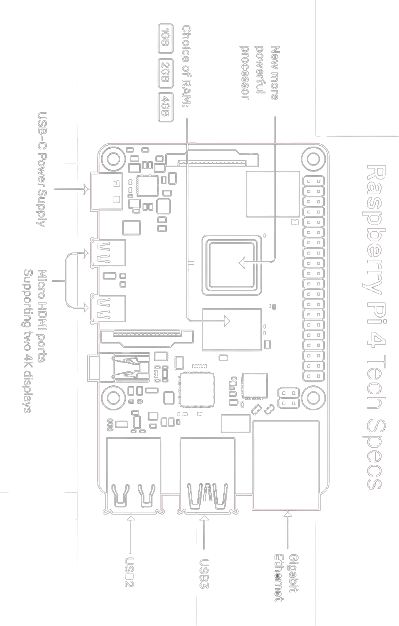 Raspberry Pi 4 Tech Specs
New more
powerful
processor
Choice of RAM:
1GB 2GB 4GB
USB-C Power Supply
Micro HDMI ports
Supporting two 4K displays
USB2
USB3
Gigabit
Ethernet